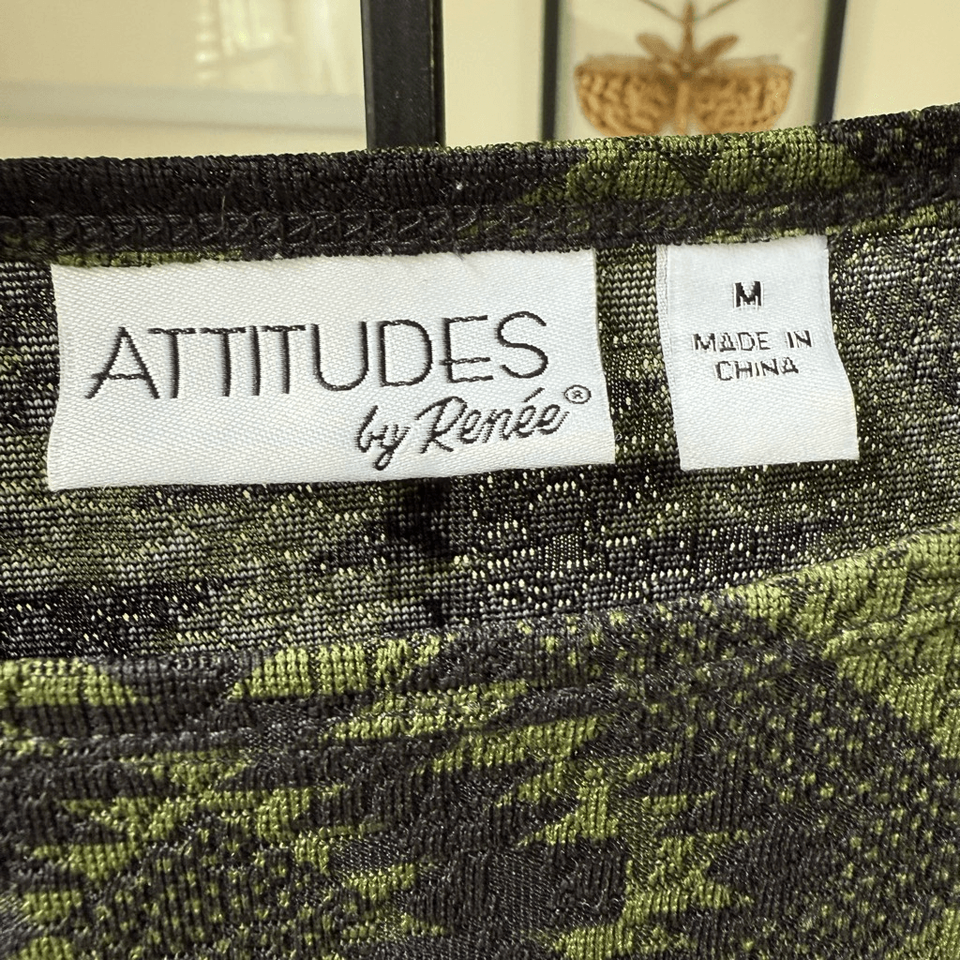 ATTITUDES
by Renée®
M
MADE IN
CHINA